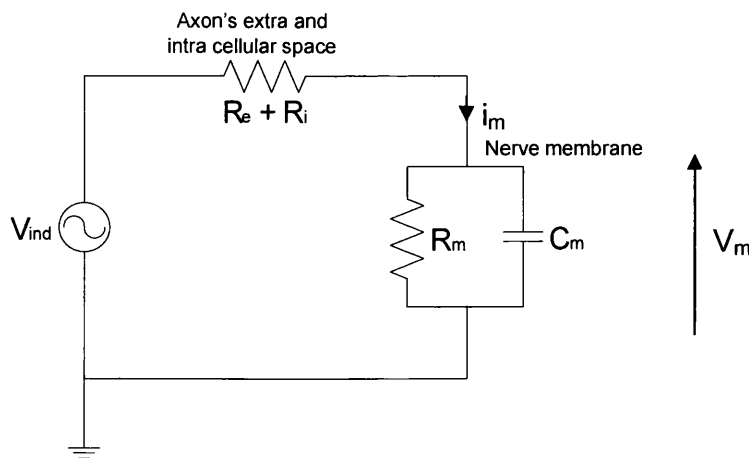 Axon's extra and
intra cellular space
Re + Ri
im
Nerve membrane
Vind
Rm
Cm
Vm